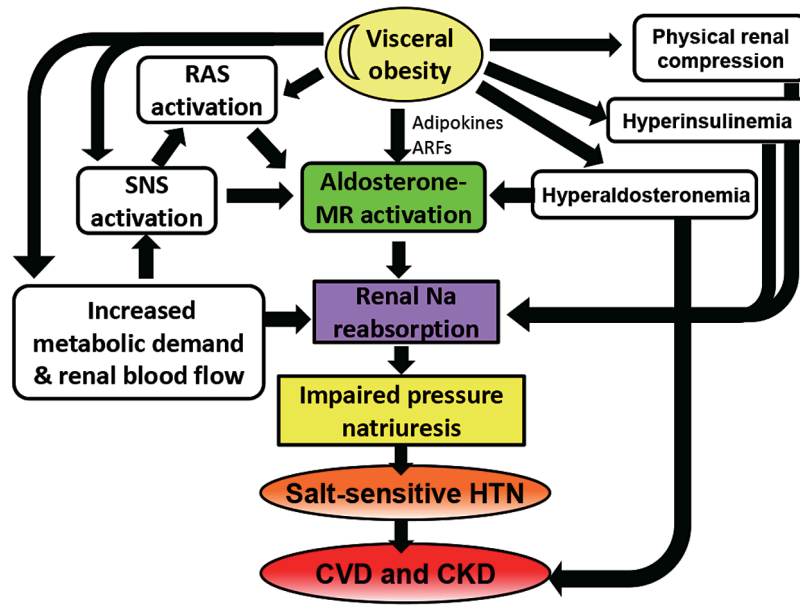 Visceral
obesity
Physical renal
compression
RAS
activation
Adipokines
ARFs
Hyperinsulinemia
SNS
activation
Aldosterone-
MR activation
Hyperaldosteronemia
Increased
metabolic demand
& renal blood flow
Renal Na
reabsorption
Impaired pressure
natriuresis
Salt-sensitive HTN
CVD and CKD